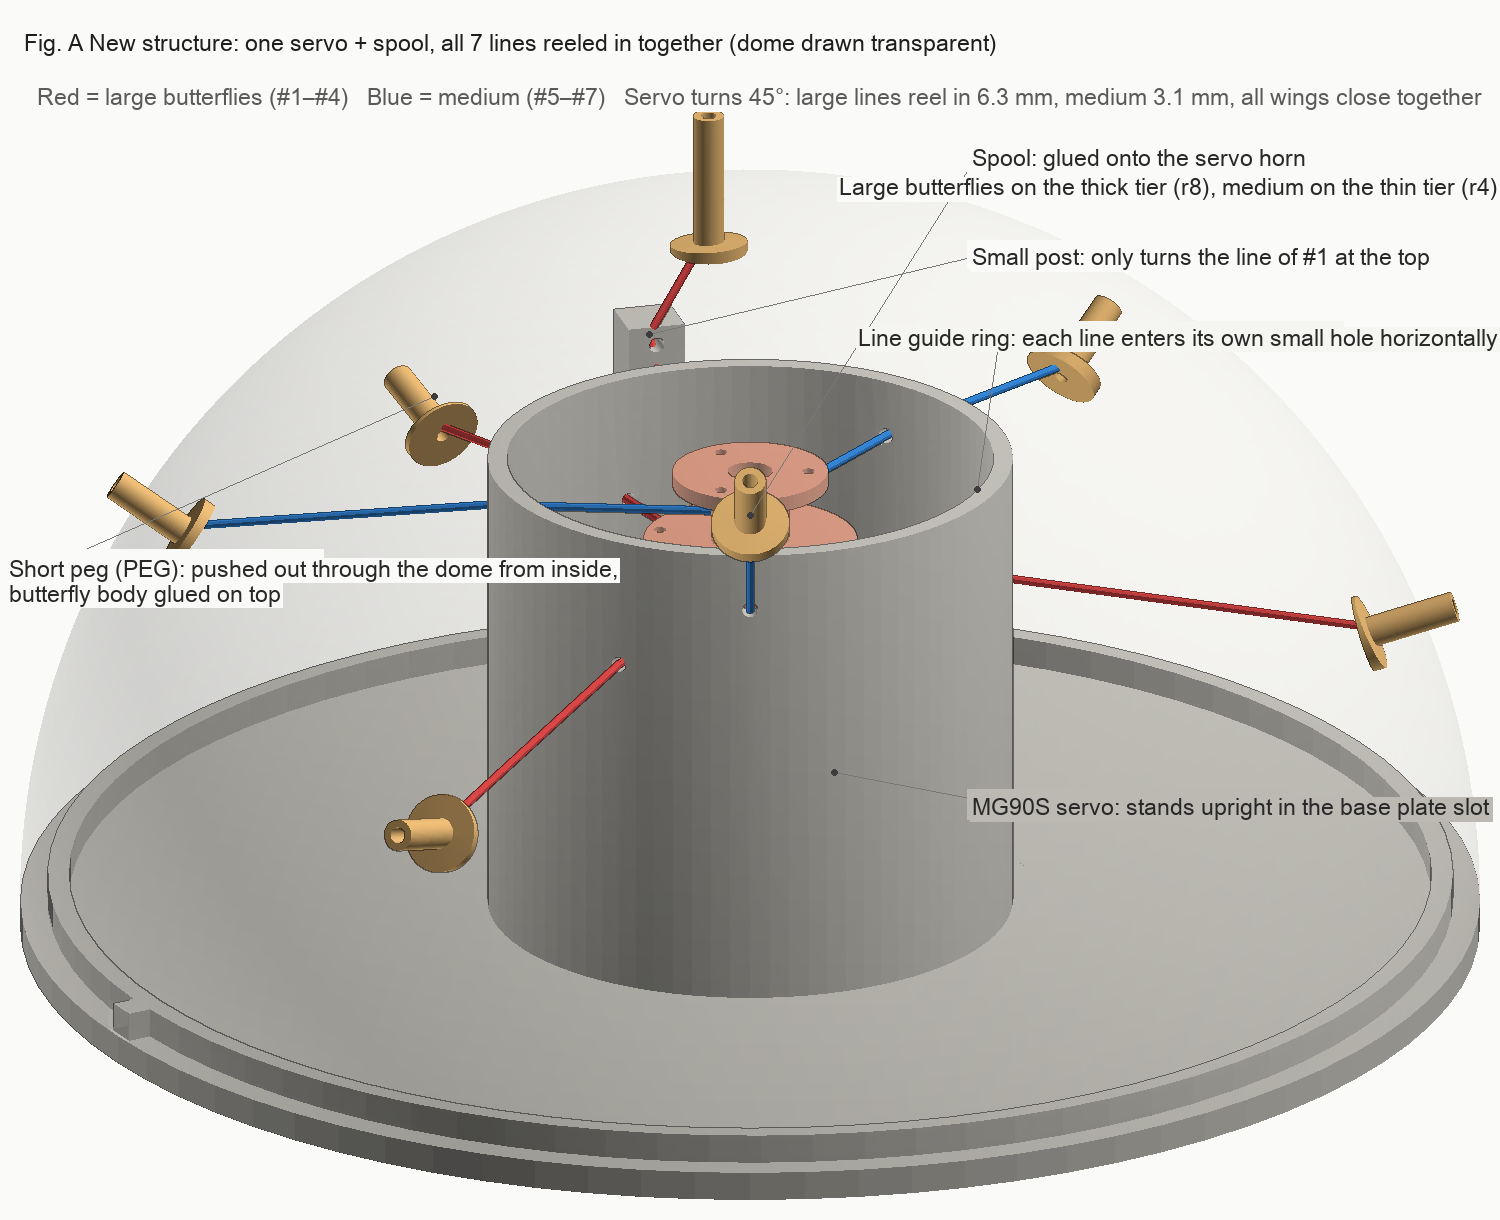 Fig. A New structure: one servo + spool, all 7 lines reeled in together (dome drawn transparent)
Red = large butterflies (#1–#4)   Blue = medium (#5–#7)   Servo turns 45°: large lines reel in 6.3 mm, medium 3.1 mm, all wings close together
Spool: glued onto the servo horn
Large butterflies on the thick tier (r8), medium on the thin tier (r4)
Small post: only turns the line of #1 at the top
Line guide ring: each line enters its own small hole horizontally
Short peg (PEG): pushed out through the dome from inside,
butterfly body glued on top
MG90S servo: stands upright in the base plate slot